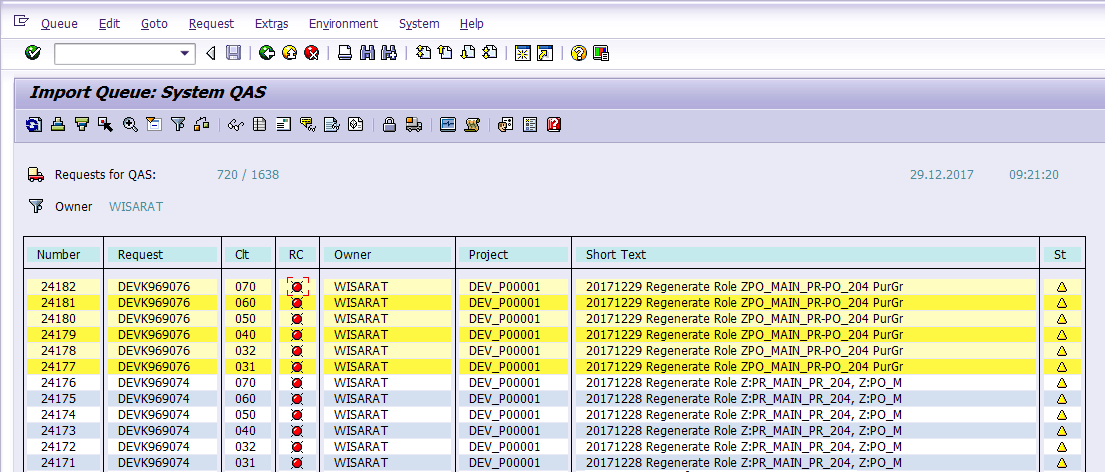 Queue Edit Goto Request Extras Environment System Help
Import Queue: System QAS
Requests for QAS: 720 / 1638 29.12.2017 09:21:20
Owner WISARAT
Number Request Clt RC Owner Project Short Text St
24182 DEVK969076 070 WISARAT DEV_P00001 20171229 Regenerate Role ZPO_MAIN_PR-PO_204 PurGr
24181 DEVK969076 060 WISARAT DEV_P00001 20171229 Regenerate Role ZPO_MAIN_PR-PO_204 PurGr
24180 DEVK969076 050 WISARAT DEV_P00001 20171229 Regenerate Role ZPO_MAIN_PR-PO_204 PurGr
24179 DEVK969076 040 WISARAT DEV_P00001 20171229 Regenerate Role ZPO_MAIN_PR-PO_204 PurGr
24178 DEVK969076 032 WISARAT DEV_P00001 20171229 Regenerate Role ZPO_MAIN_PR-PO_204 PurGr
24177 DEVK969076 031 WISARAT DEV_P00001 20171229 Regenerate Role ZPO_MAIN_PR-PO_204 PurGr
24176 DEVK969074 070 WISARAT DEV_P00001 20171228 Regenerate Role Z:PR_MAIN_PR_204, Z:PO_M
24175 DEVK969074 060 WISARAT DEV_P00001 20171228 Regenerate Role Z:PR_MAIN_PR_204, Z:PO_M
24174 DEVK969074 050 WISARAT DEV_P00001 20171228 Regenerate Role Z:PR_MAIN_PR_204, Z:PO_M
24173 DEVK969074 040 WISARAT DEV_P00001 20171228 Regenerate Role Z:PR_MAIN_PR_204, Z:PO_M
24172 DEVK969074 032 WISARAT DEV_P00001 20171228 Regenerate Role Z:PR_MAIN_PR_204, Z:PO_M
24171 DEVK969074 031 WISARAT DEV_P00001 20171228 Regenerate Role Z:PR_MAIN_PR_204, Z:PO_M